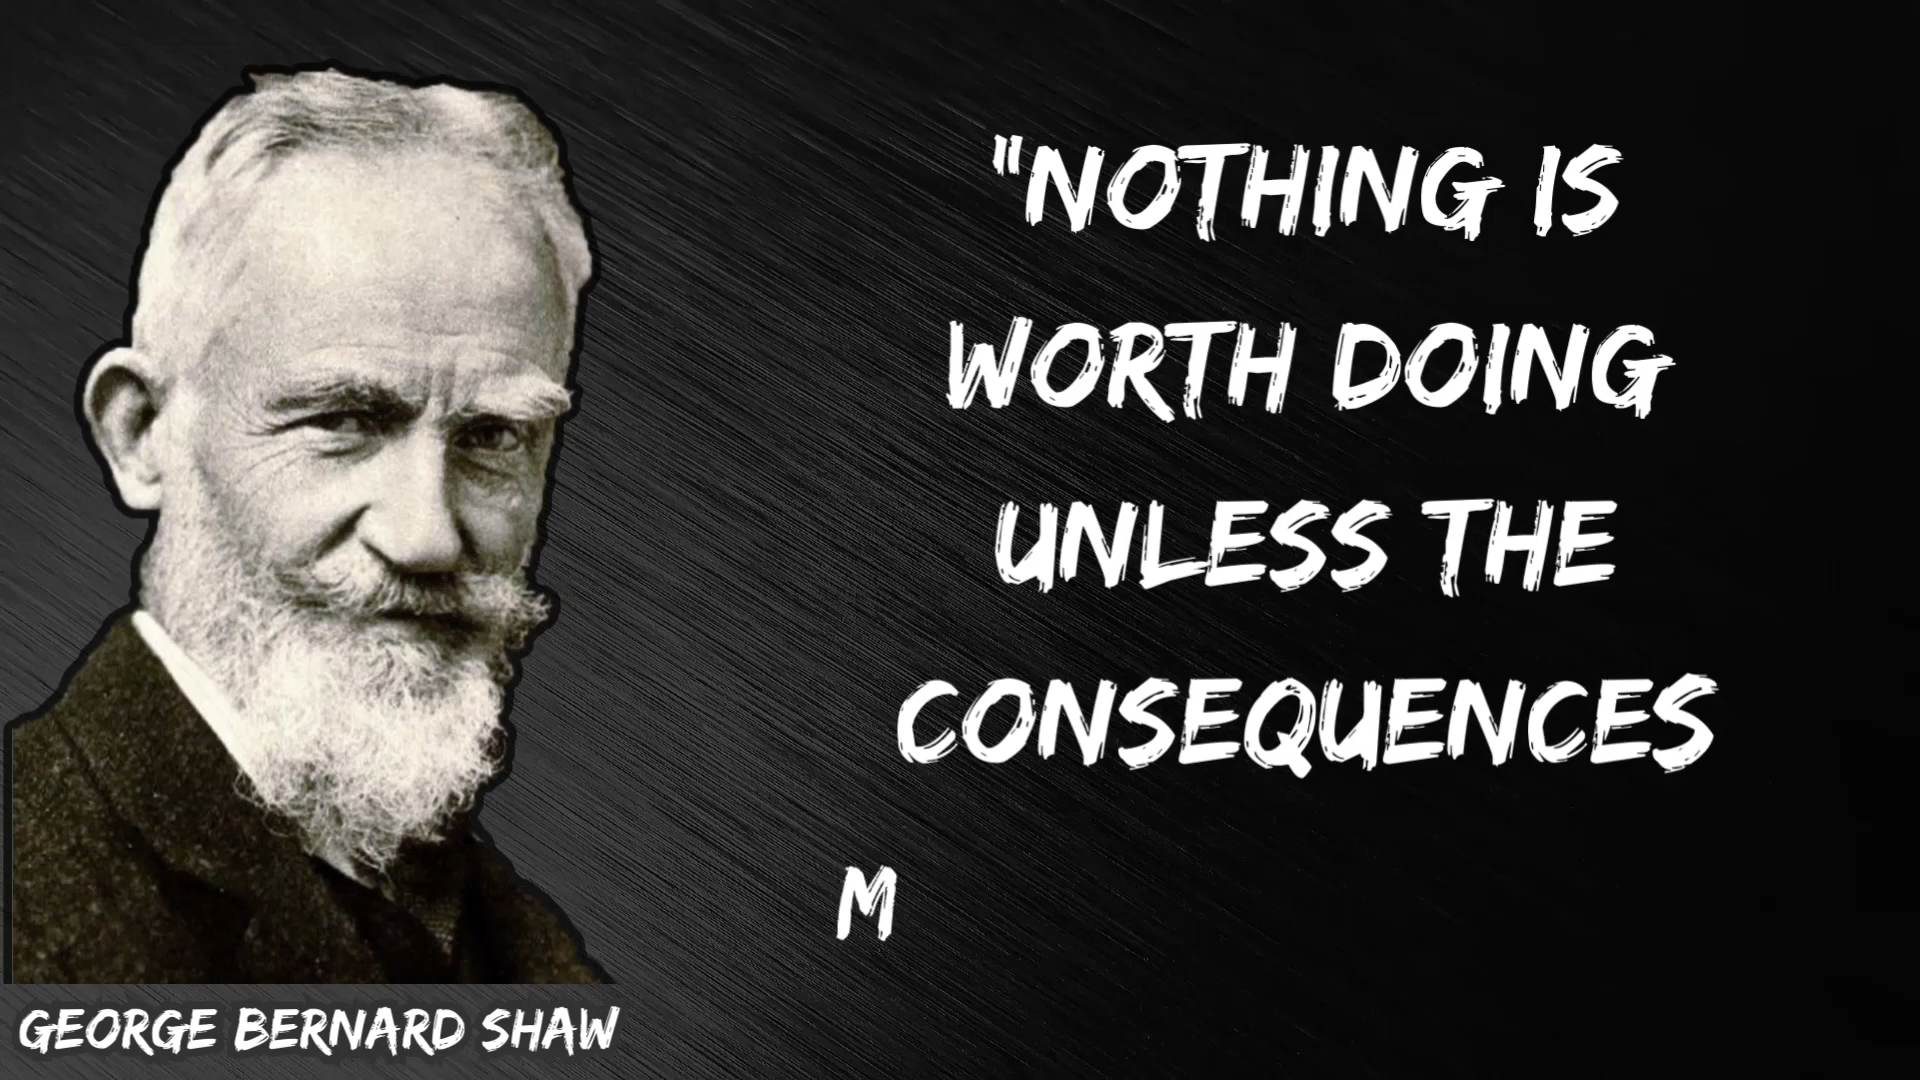 "NOTHING IS
WORTH DOING
UNLESS THE
CONSEQUENCES
M
GEORGE BERNARD SHAW